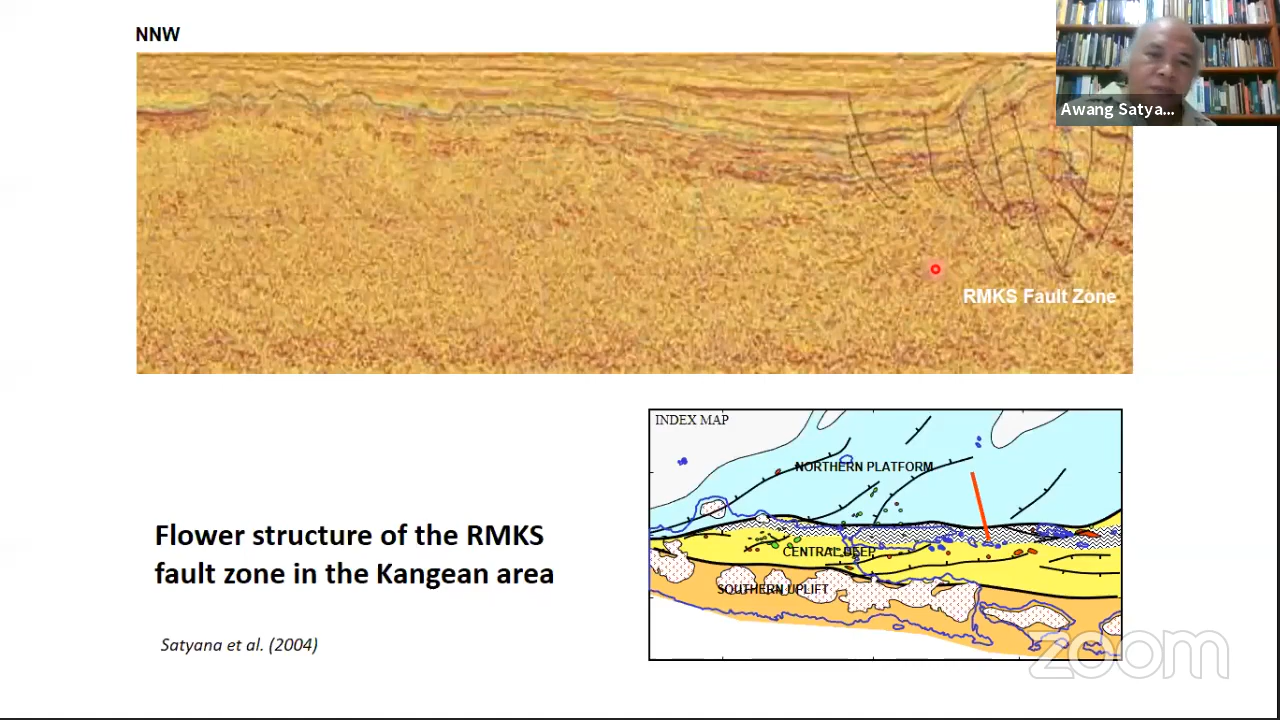 NNW
Awang Satya...
RMKS Fault Zone
INDEX MAP
NORTHERN PLATFORM
CENTRAL DEEP
SOUTHERN UPLIFT
Flower structure of the RMKS
fault zone in the Kangean area
Satyana et al. (2004)
zoom